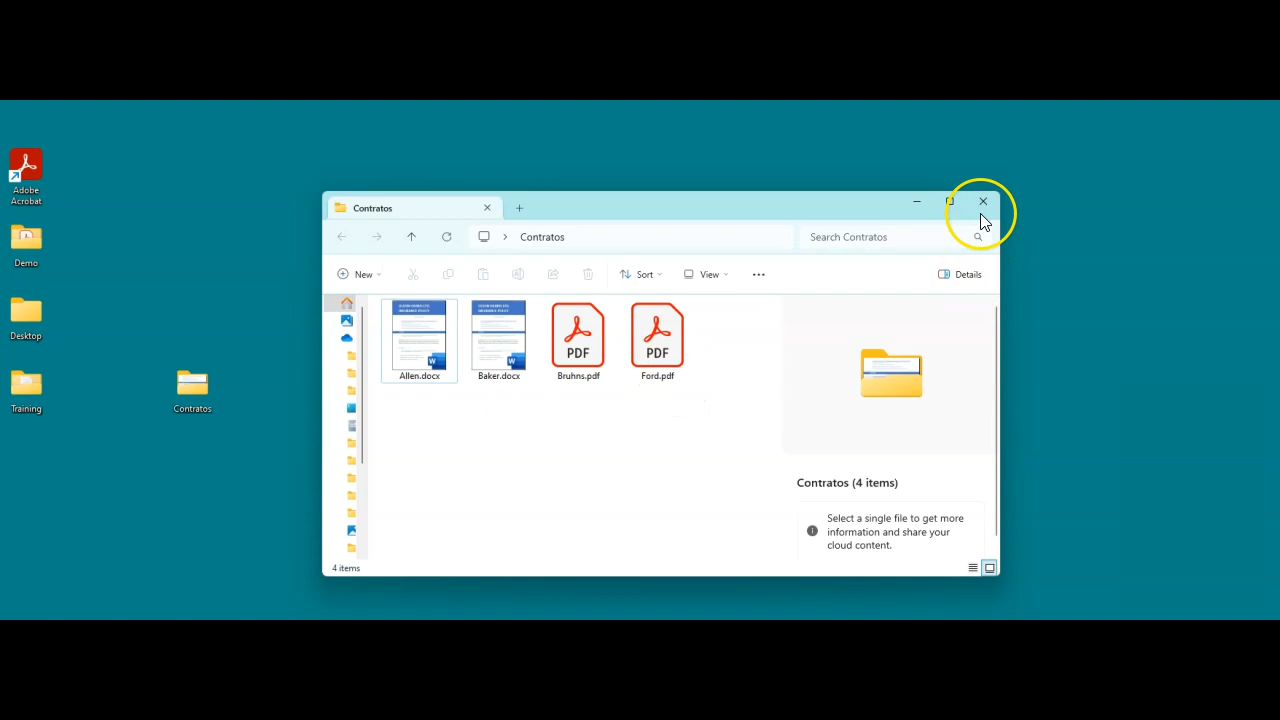 Adobe
Acrobat
Demo
Desktop
Training
Contratos
Contratos
Contratos
Search Contratos
New
Sort
View
Details
Allen.docx
Baker.docx
PDF
Bruhns.pdf
PDF
Ford.pdf
Contratos (4 items)
Select a single file to get more
information and share your
cloud content.
4 items